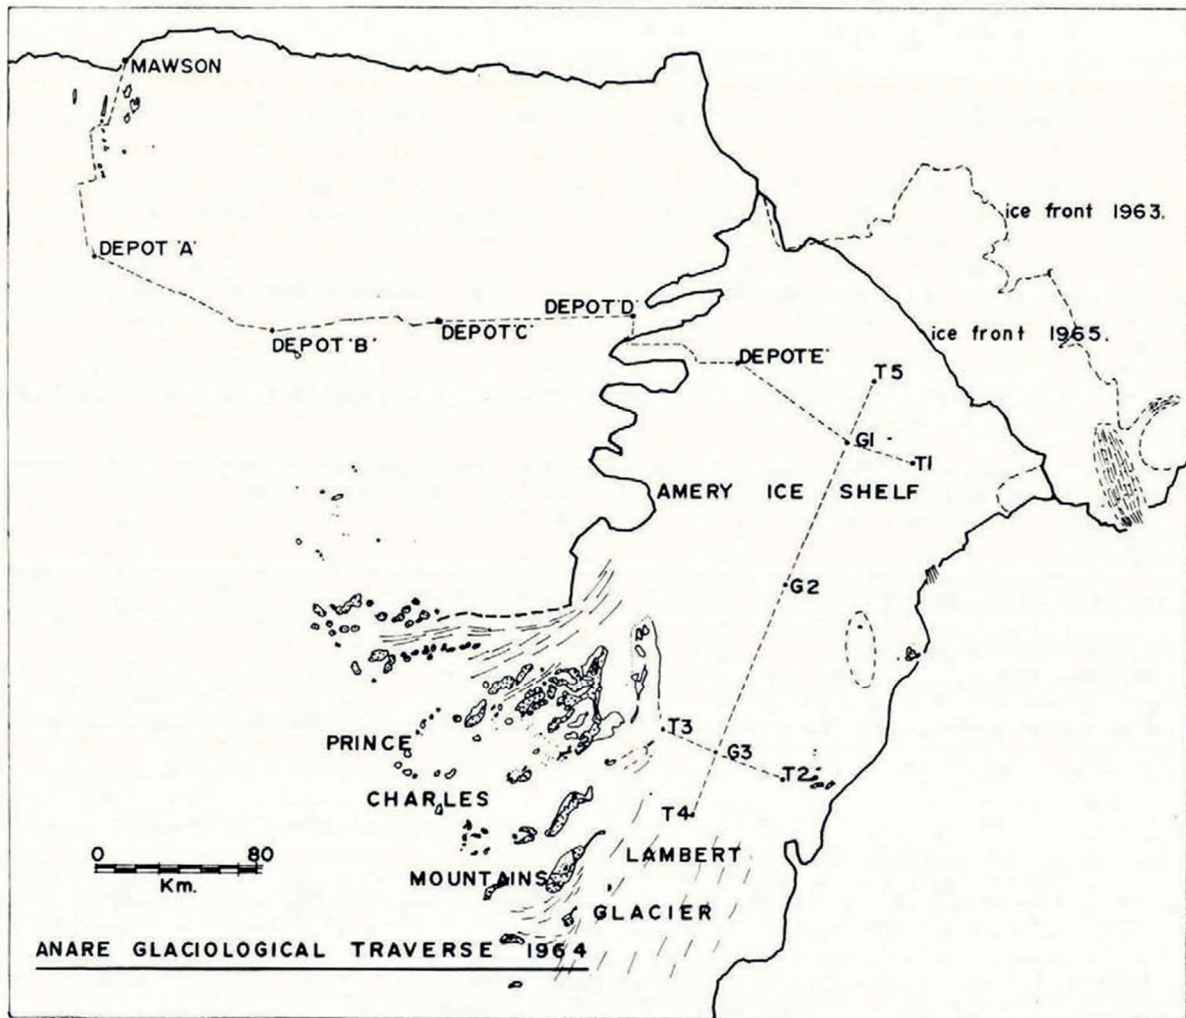 MAWSON
ice front 1963.
DEPOT 'A'
DEPOT 'D'
DEPOT 'B'
DEPOT 'C'
ice front 1965.
DEPOT 'E'
T5
G1
T1
AMERY ICE SHELF
G2
T3
G3
PRINCE
T2
CHARLES
T4
0 80
Km.
LAMBERT
MOUNTAINS
GLACIER
ANARE GLACIOLOGICAL TRAVERSE 1964